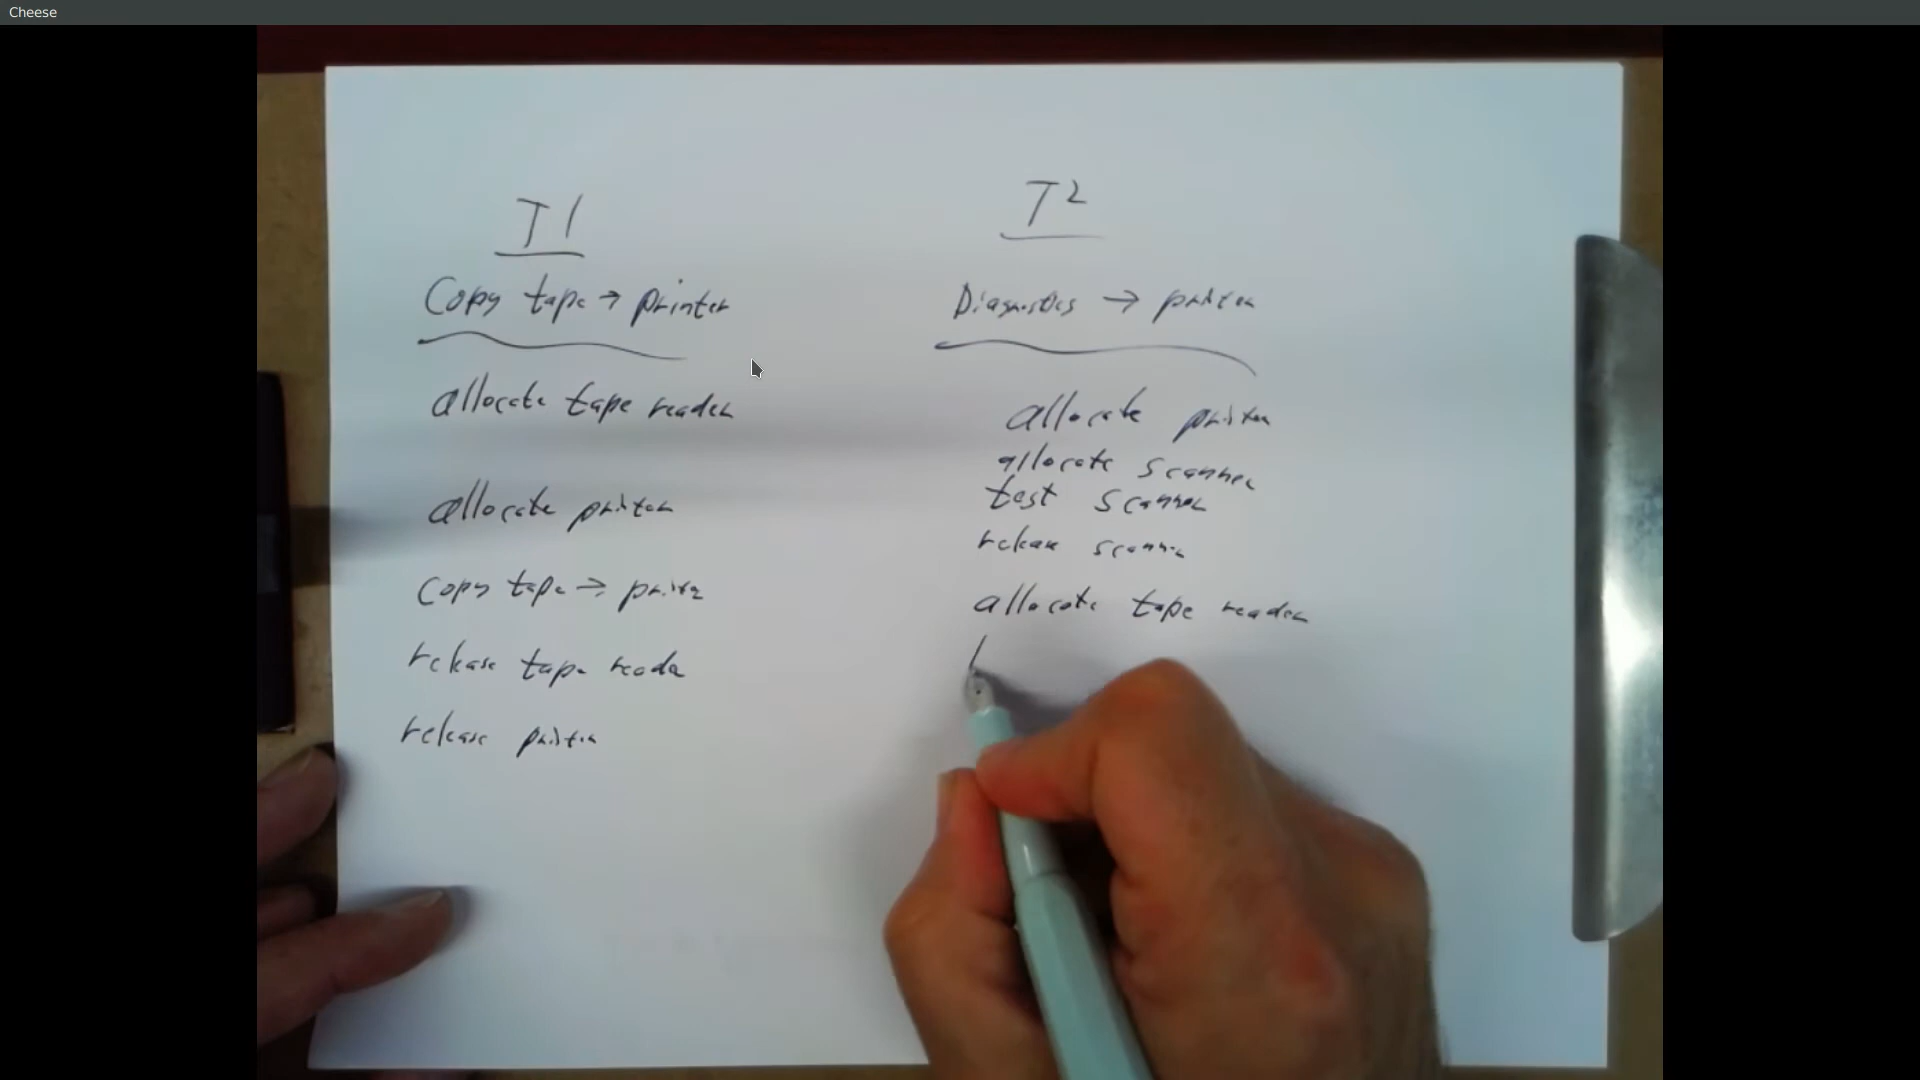 Cheese
T1
Copy tape → printer
allocate tape reader
allocate printer
Copy tape → printer
release tape reader
release printer
T2
Diagnostics → printer
allocate printer
allocate scanner
test scanner
release scanner
allocate tape reader